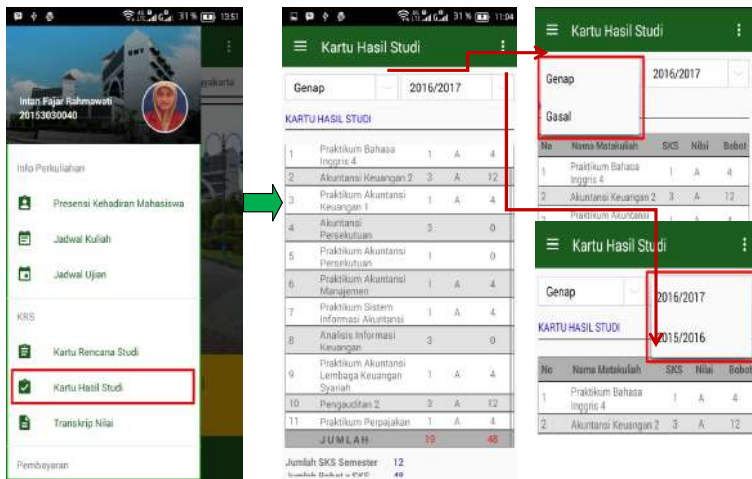 31% 13:51
UMY
Intan Fajar Rahmawati
20153030040
Info Perkuliahan
Presensi Kehadiran Mahasiswa
Jadwal Kuliah
Jadwal Ujian
KRS
Kartu Rencana Studi
Kartu Hasil Studi
Transkrip Nilai
Pembayaran
31% 11:04
Kartu Hasil Studi
Genap 2016/2017
KARTU HASIL STUDI
1 Praktikum Bahasa Inggris 4 1 A 4
2 Akuntansi Keuangan 2 3 A 12
3 Praktikum Akuntansi Keuangan 1 1 A 4
4 Akuntansi Persekutuan 3 0
5 Praktikum Akuntansi Persekutuan 1 0
6 Praktikum Akuntansi Manajemen 1 A 4
7 Praktikum Sistem Informasi Akuntansi 1 A 4
8 Analisis Informasi Keuangan 3 0
9 Praktikum Akuntansi Lembaga Keuangan Syariah 1 A 4
10 Pengauditan 2 3 A 12
11 Praktikum Perpajakan 1 A 4
JUMLAH 19 48
Jumlah SKS Semester 12
Jumlah Bobot x SKS 48
Kartu Hasil Studi
Genap 2016/2017
Gasal
No Nama Matakuliah SKS Nilai Bobot
1 Praktikum Bahasa Inggris 4 1 A 4
2 Akuntansi Keuangan 2 3 A 12
Praktikum Akuntansi
Kartu Hasil Studi
Genap 2016/2017
KARTU HASIL STUDI 2015/2016
No Nama Matakuliah SKS Nilai Bobot
1 Praktikum Bahasa Inggris 4 1 A 4
2 Akuntansi Keuangan 2 3 A 12